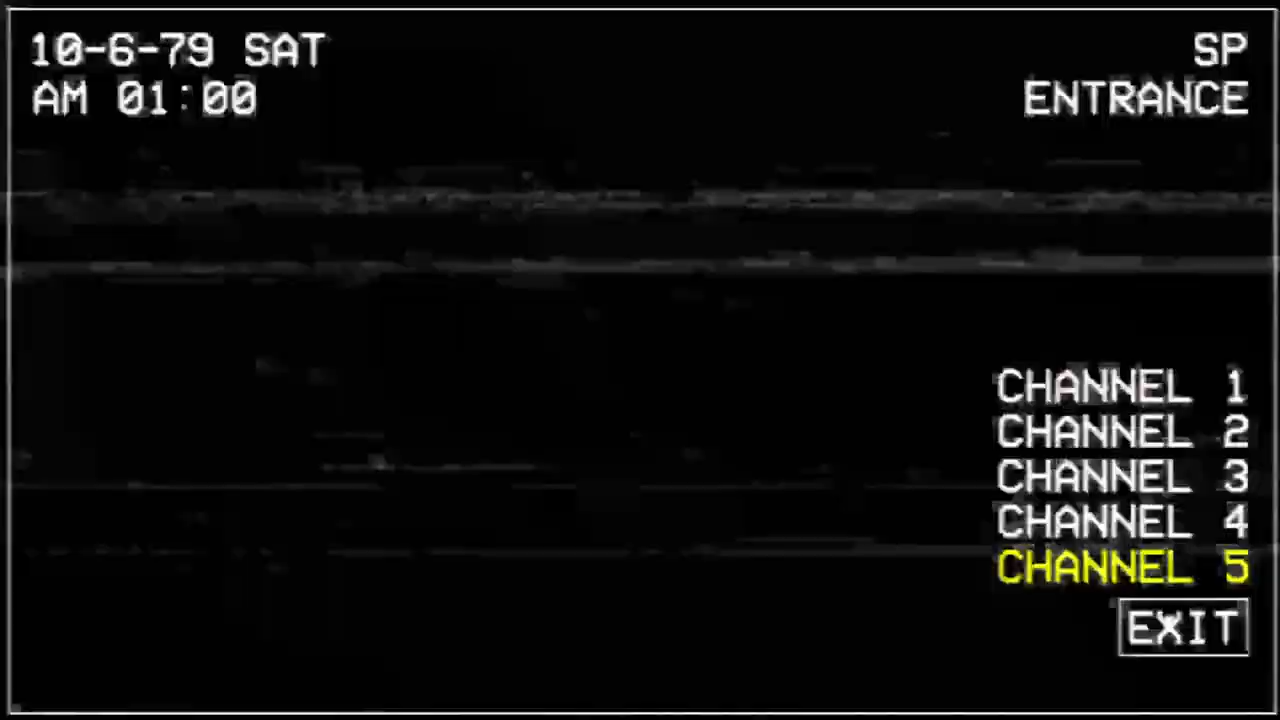 10-6-79 SAT
AM 01:00
SP
ENTRANCE
CHANNEL 1
CHANNEL 2
CHANNEL 3
CHANNEL 4
CHANNEL 5
EXIT